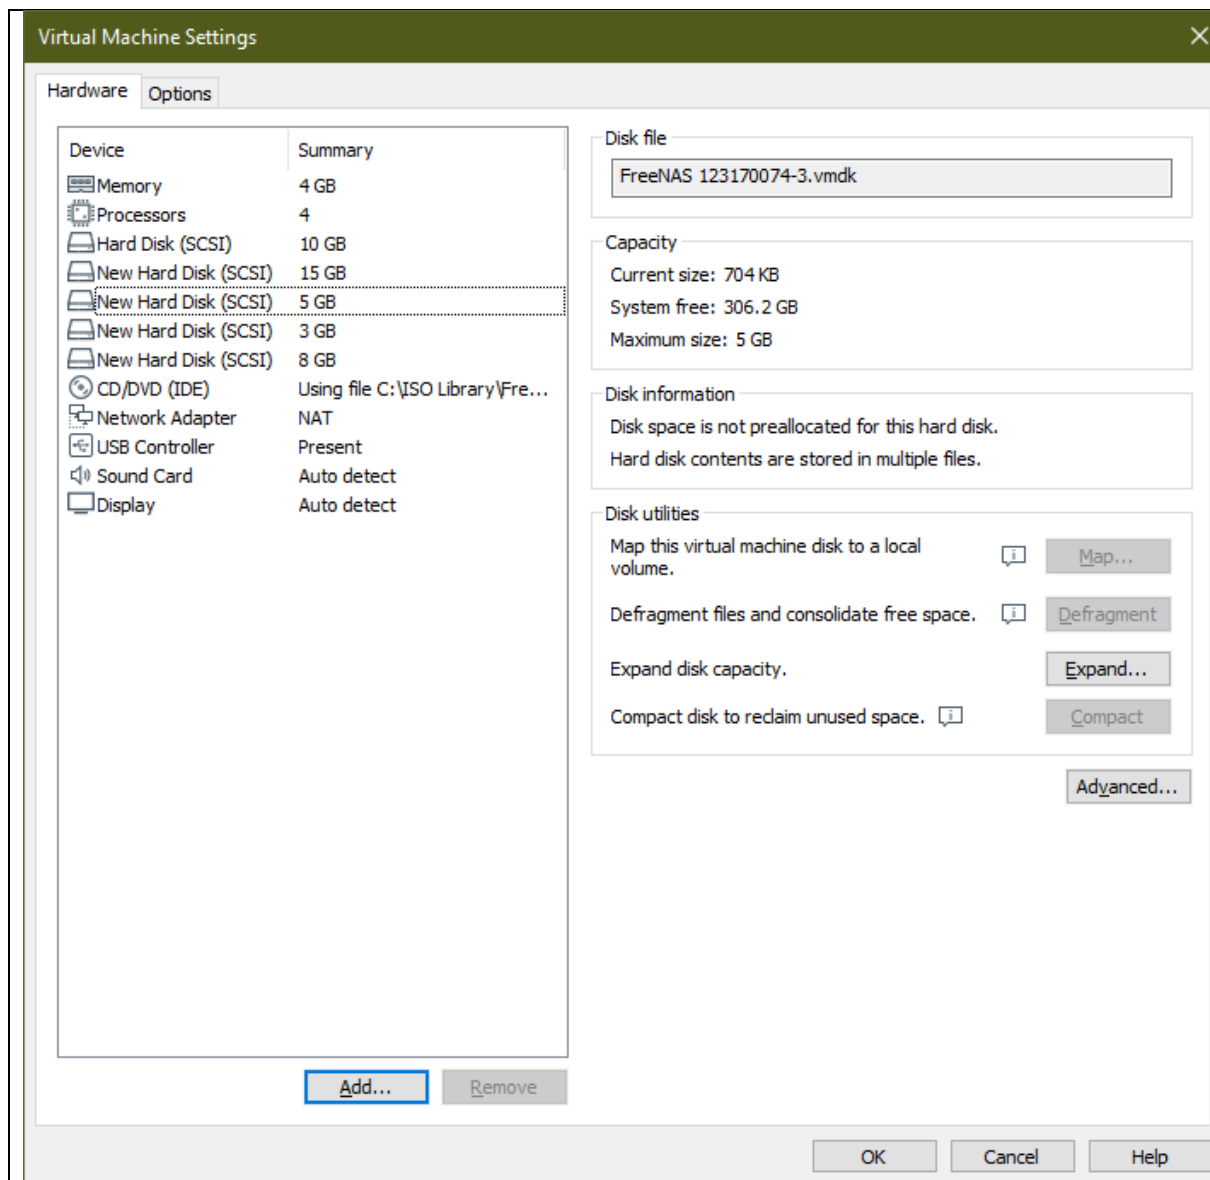 Virtual Machine Settings
Hardware Options
Device Summary
Memory 4 GB
Processors 4
Hard Disk (SCSI) 10 GB
New Hard Disk (SCSI) 15 GB
New Hard Disk (SCSI) 5 GB
New Hard Disk (SCSI) 3 GB
New Hard Disk (SCSI) 8 GB
CD/DVD (IDE) Using file C:\ISO Library\Fre...
Network Adapter NAT
USB Controller Present
Sound Card Auto detect
Display Auto detect
Add... Remove
Disk file
FreeNAS 123170074-3.vmdk
Capacity
Current size: 704 KB
System free: 306.2 GB
Maximum size: 5 GB
Disk information
Disk space is not preallocated for this hard disk.
Hard disk contents are stored in multiple files.
Disk utilities
Map this virtual machine disk to a local
volume.
Map...
Defragment files and consolidate free space. Defragment
Expand disk capacity. Expand...
Compact disk to reclaim unused space. Compact
Advanced...
OK Cancel Help